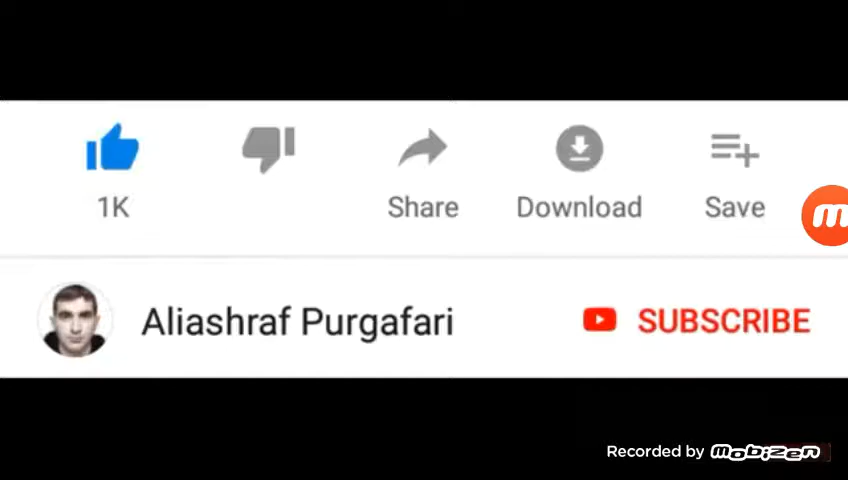 1K
Share
Download
Save
Aliashraf Purgafari
SUBSCRIBE
Recorded by mobizen